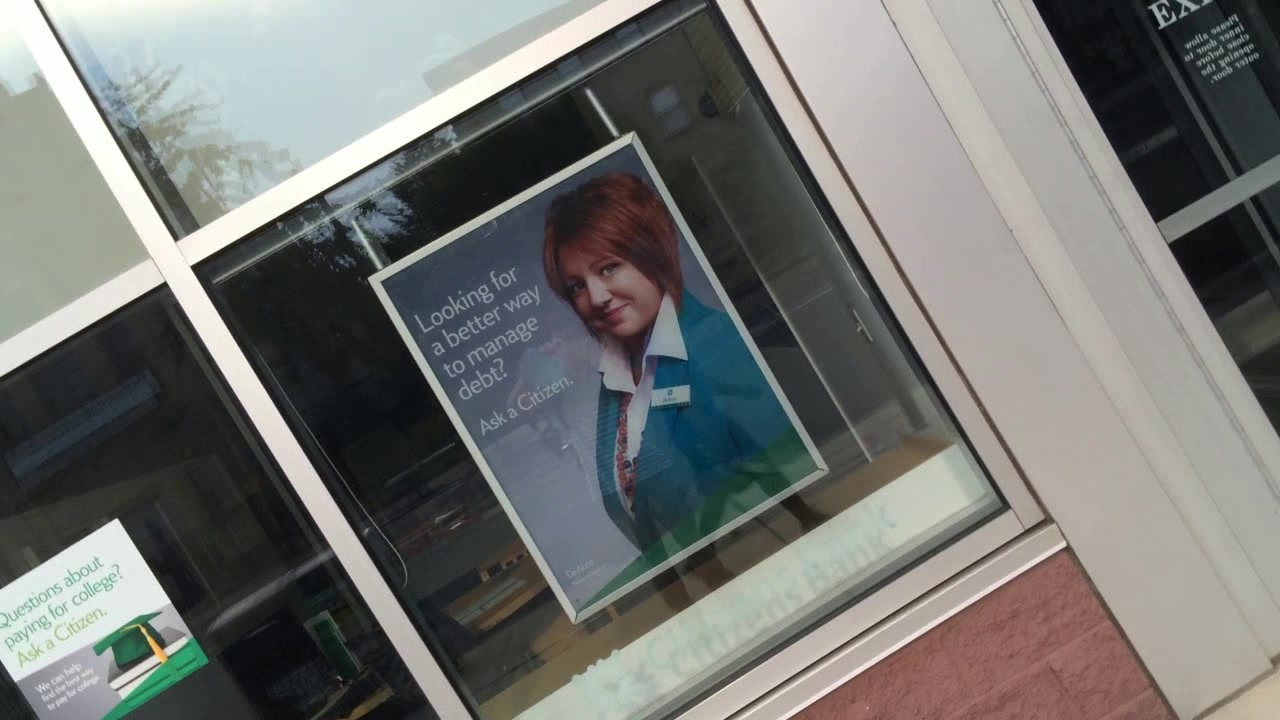 Looking for
a better way
to manage
debt?
Ask a Citizen.
DeAnn
Questions about
paying for college?
Ask a Citizen.
We can help
find the best way
to pay for college
Citizens Bank
EXI
Please allow
inner door to
close before
opening the
outer door.